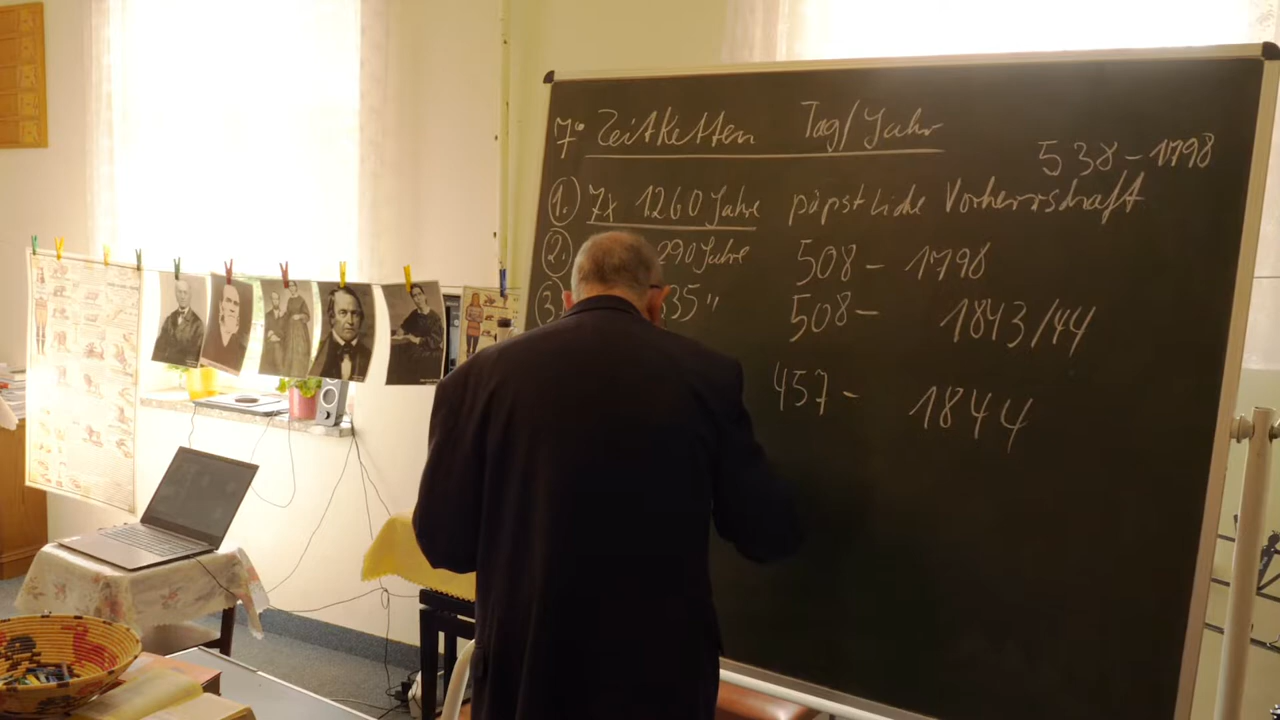 7° Zeitketten Tag/Jahr
538 - 1798
1. 7x 1260 Jahre päpstliche Vorherrschaft
2. 290 Jahre 508 - 1798
3. 35 " 508 - 1843/44
457 - 1844